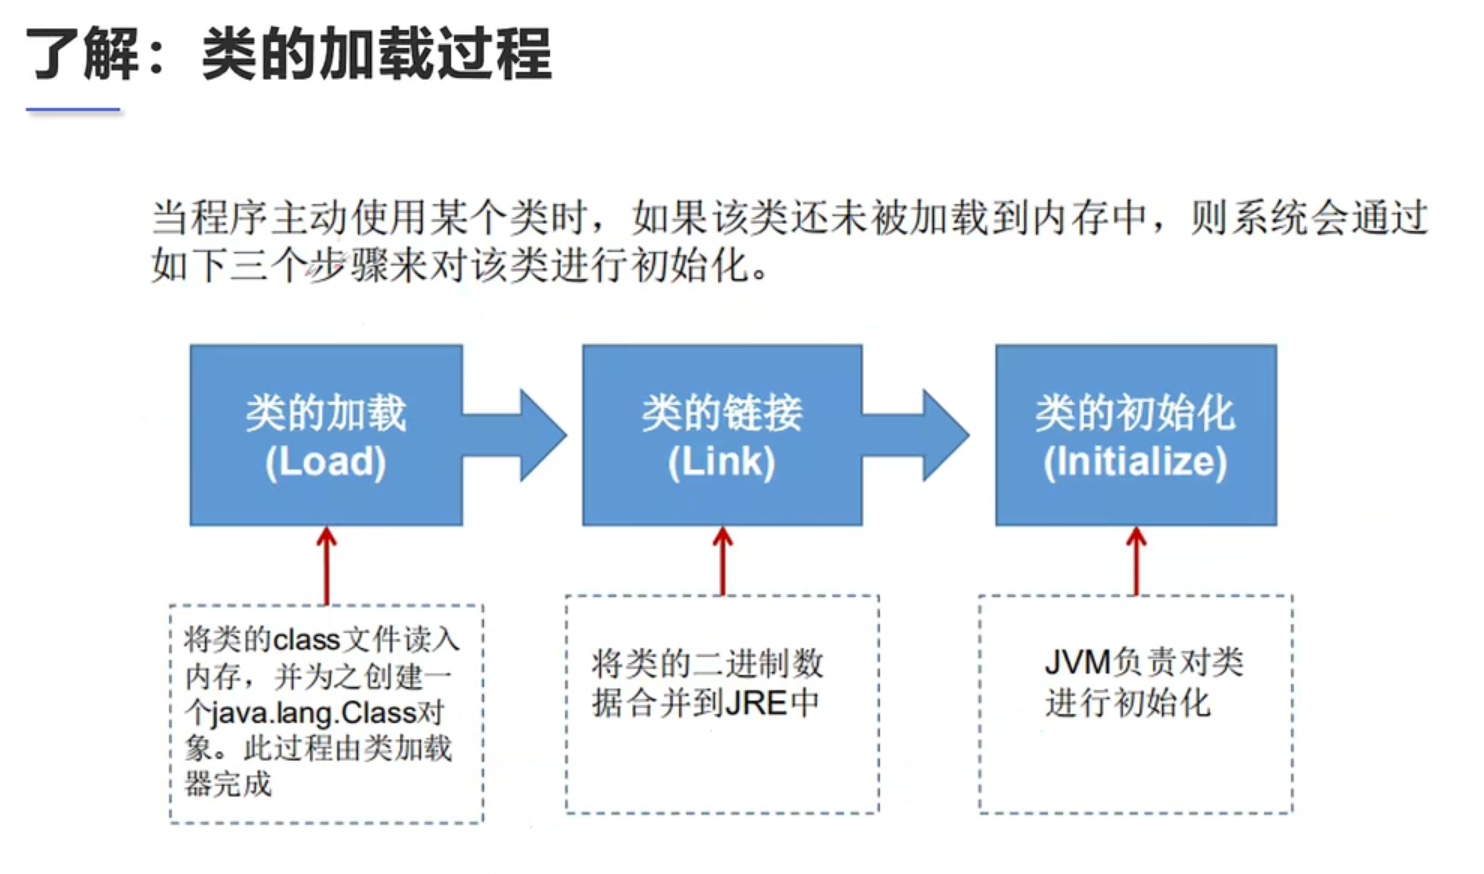 了解：类的加载过程
当程序主动使用某个类时，如果该类还未被加载到内存中，则系统会通过
如下三个步骤来对该类进行初始化。
类的加载
(Load)
类的链接
(Link)
类的初始化
(Initialize)
将类的class文件读入
内存，并为之创建一
个java.lang.Class对
象。此过程由类加载
器完成
将类的二进制数
据合并到JRE中
JVM负责对类
进行初始化